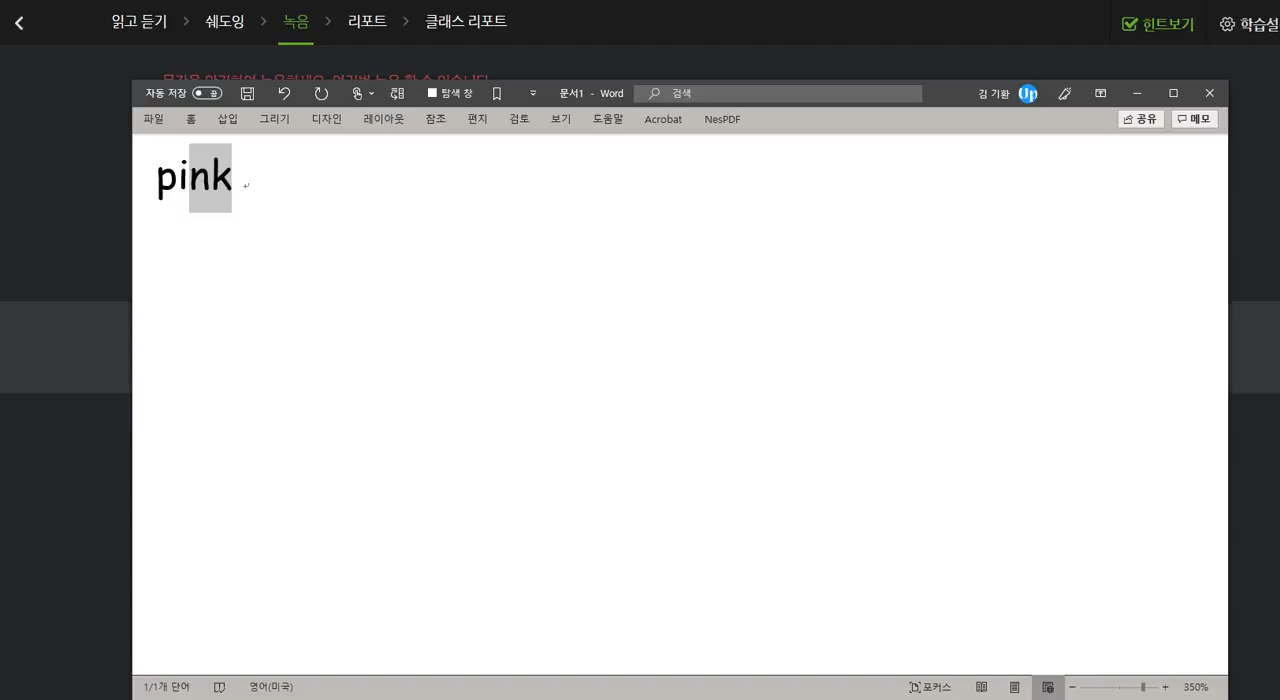 읽고 듣기 > 쉐도잉 > 녹음 > 리포트 > 클래스 리포트
힌트보기 학습설
자동 저장 끔 탐색 창 문서1 - Word 검색 김 기환 Up
파일 홈 삽입 그리기 디자인 레이아웃 참조 편지 검토 보기 도움말 Acrobat NesPDF 공유 메모
pink
1/1개 단어 영어(미국) 포커스 - + 350%